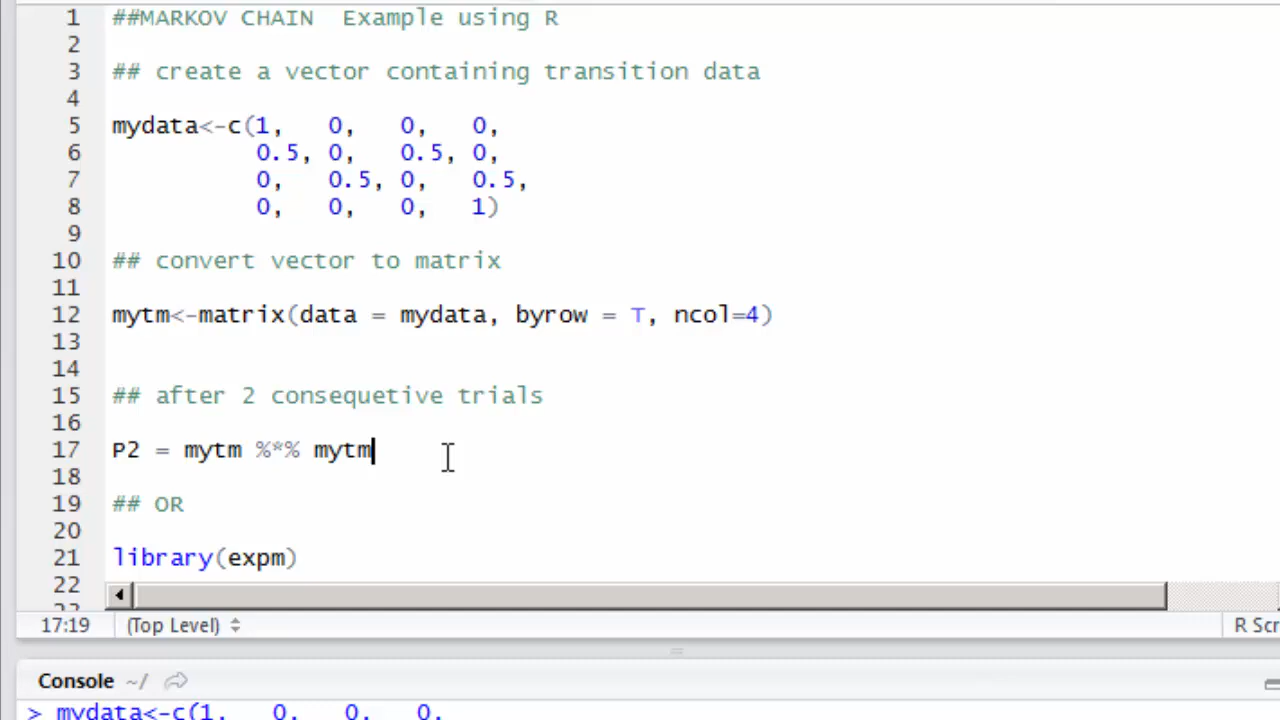 1 ##MARKOV CHAIN  Example using R
2
3 ## create a vector containing transition data
4
5 mydata<-c(1,   0,   0,   0,
6           0.5, 0,   0.5, 0,
7           0,   0.5, 0,   0.5,
8           0,   0,   0,   1)
9
10 ## convert vector to matrix
11
12 mytm<-matrix(data = mydata, byrow = T, ncol=4)
13
14
15 ## after 2 consequetive trials
16
17 P2 = mytm %*% mytm
18
19 ## OR
20
21 library(expm)
22
23
17:19 (Top Level) R Scr
Console ~/
> mydata<-c(1,   0,   0,   0,